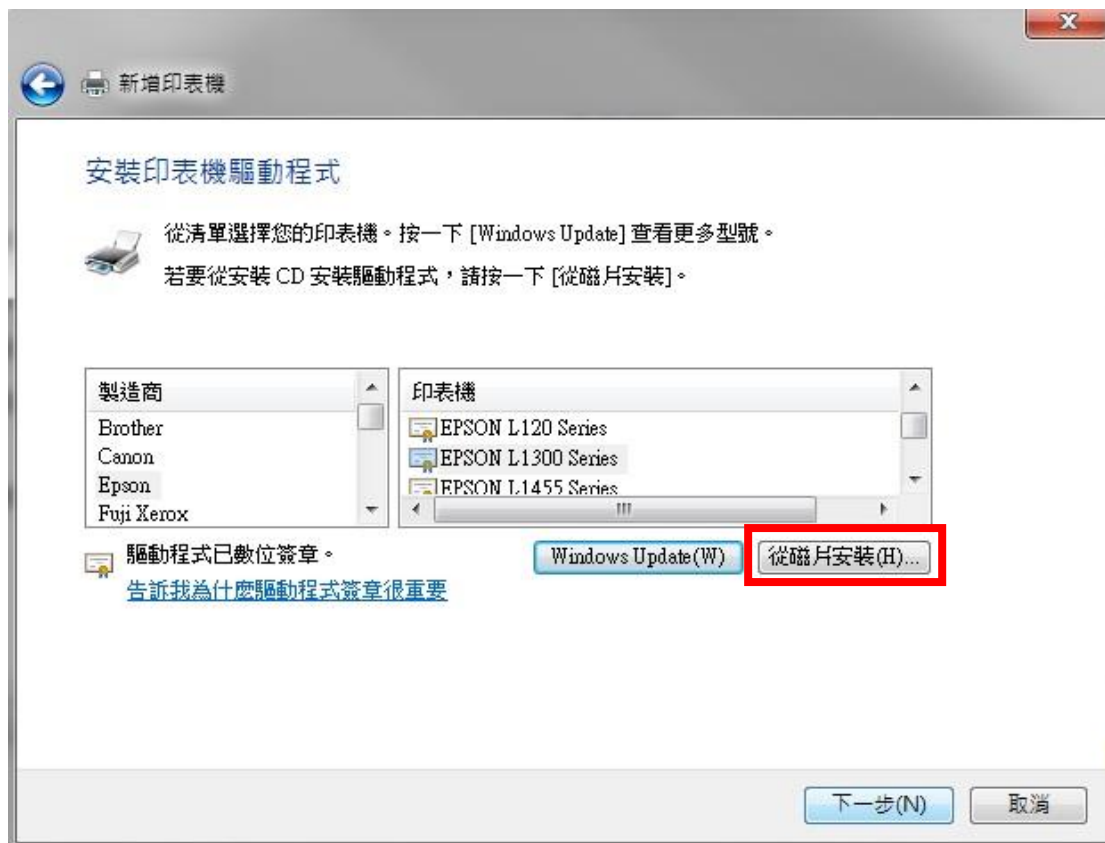 新增印表機
安裝印表機驅動程式
從清單選擇您的印表機。按一下 [Windows Update] 查看更多型號。
若要從安裝 CD 安裝驅動程式，請按一下 [從磁片安裝]。
製造商
Brother
Canon
Epson
Fuji Xerox
印表機
EPSON L120 Series
EPSON L1300 Series
EPSON L1455 Series
驅動程式已數位簽章。
告訴我為什麼驅動程式簽章很重要
Windows Update(W)
從磁片安裝(H)...
下一步(N)
取消